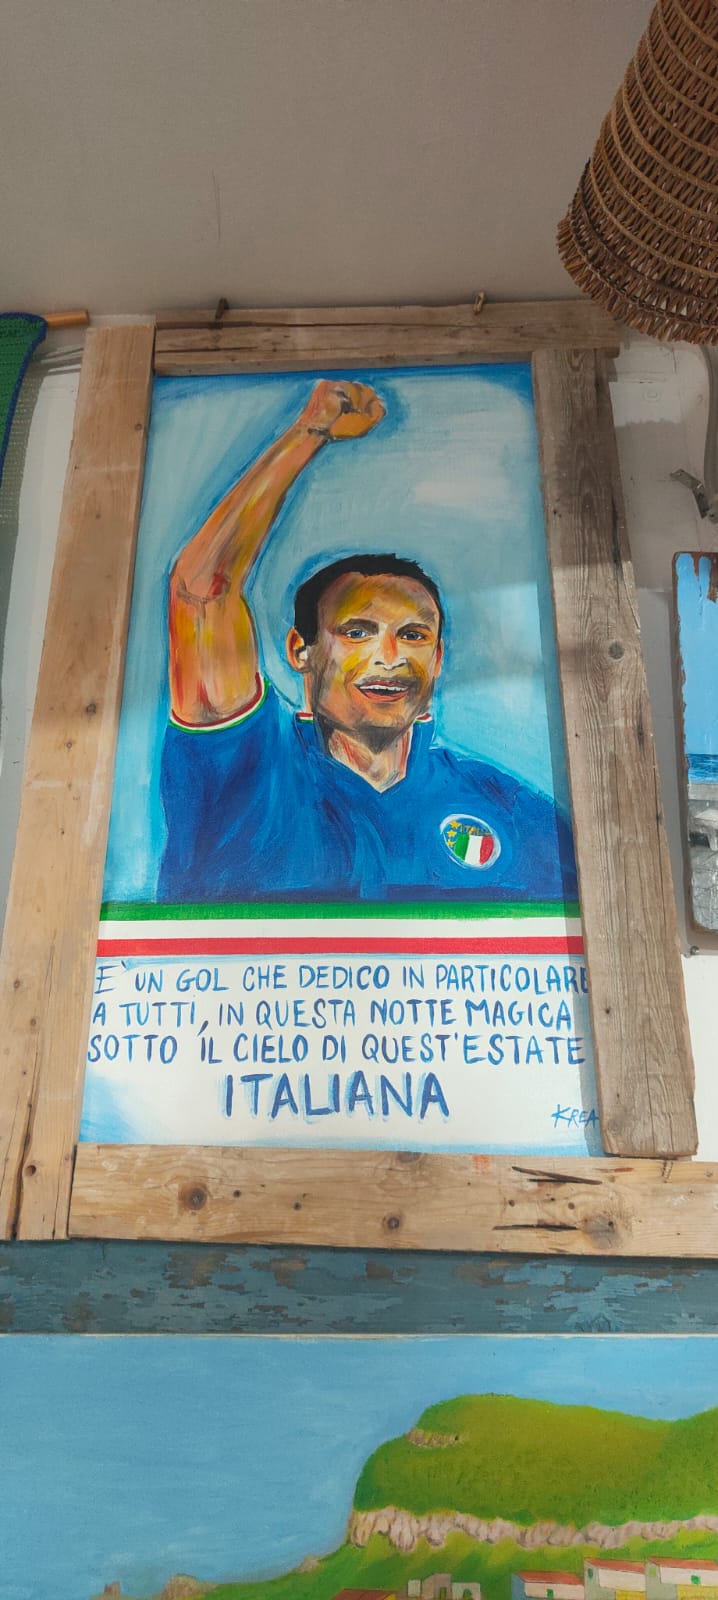 ITALIA
E' UN GOL CHE DEDICO IN PARTICOLARE
A TUTTI, IN QUESTA NOTTE MAGICA
SOTTO IL CIELO DI QUEST'ESTATE
ITALIANA
KREA